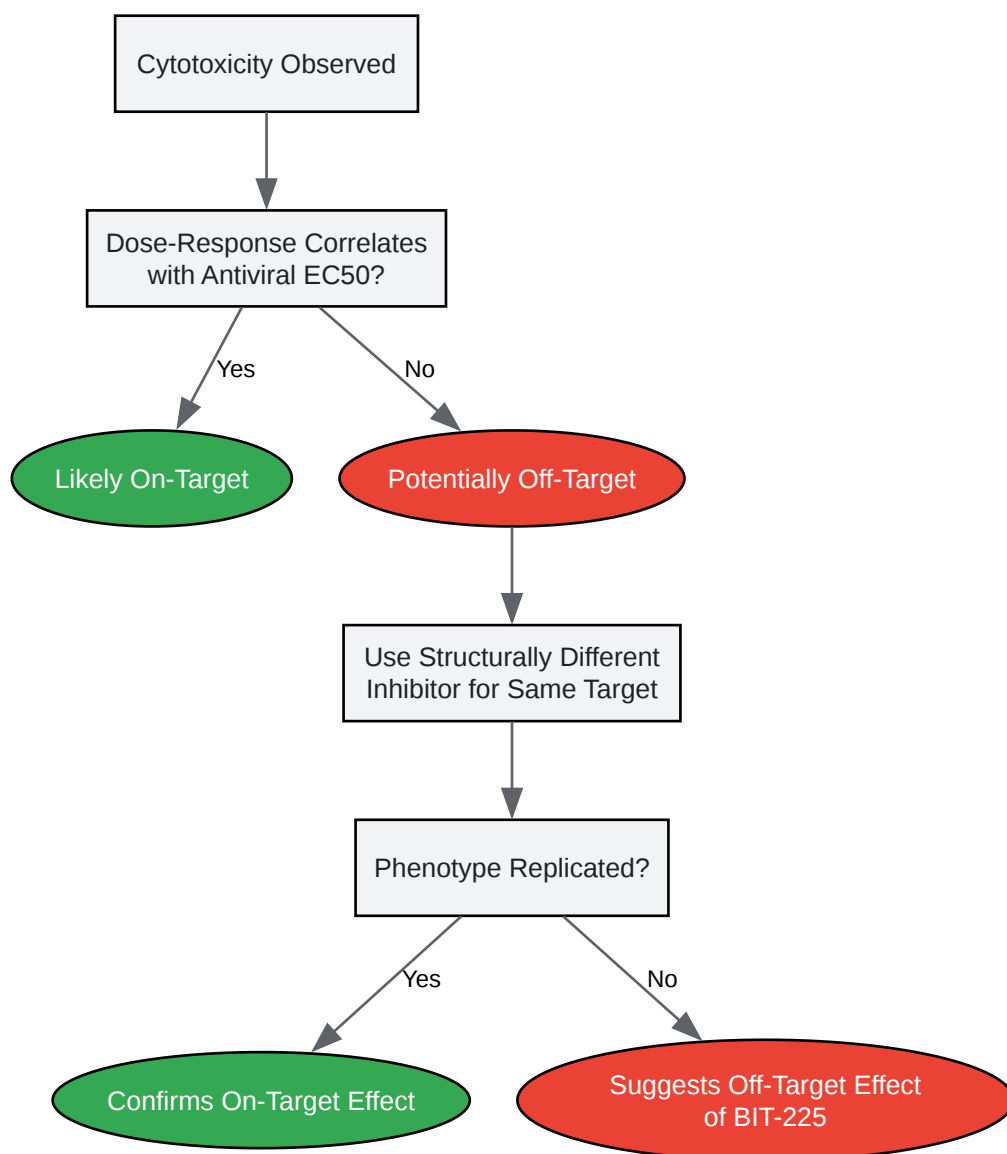 Cytotoxicity Observed
Dose-Response Correlates
with Antiviral EC50?
Yes
No
Likely On-Target
Potentially Off-Target
Use Structurally Different
Inhibitor for Same Target
Phenotype Replicated?
Yes
No
Confirms On-Target Effect
Suggests Off-Target Effect
of BIT-225